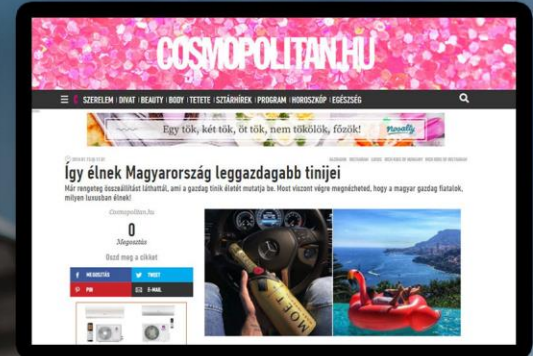 COSMOPOLITAN.HU
SZERELEM | DIVAT | BEAUTY | BODY | TETETE | SZTÁRHÍREK | PROGRAM | HOROSZKÓP | EGÉSZSÉG
Egy tök, két tök, öt tök, nem tökölök, főzök!
Nosalty
Így élnek Magyarország leggazdagabb tinijei
Már rengeteg összeállítást láthattál, ami a gazdag tinik életét mutatja be. Most viszont végre megnézheted, hogy a magyar gazdag fiatalok,
milyen luxusban élnek!
Cosmopolitan.hu
0
Megosztás
Oszd meg a cikket
MEGOSZTÁS
TWEET
PIN
E-MAIL
MOËT